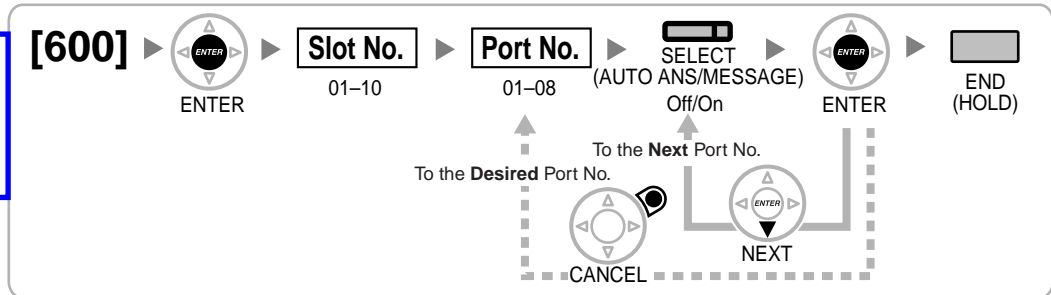 [600]
ENTER
ENTER
Slot No.
01–10
Port No.
01–08
SELECT
(AUTO ANS/MESSAGE)
Off/On
ENTER
ENTER
END
(HOLD)
To the Next Port No.
To the Desired Port No.
CANCEL
ENTER
NEXT